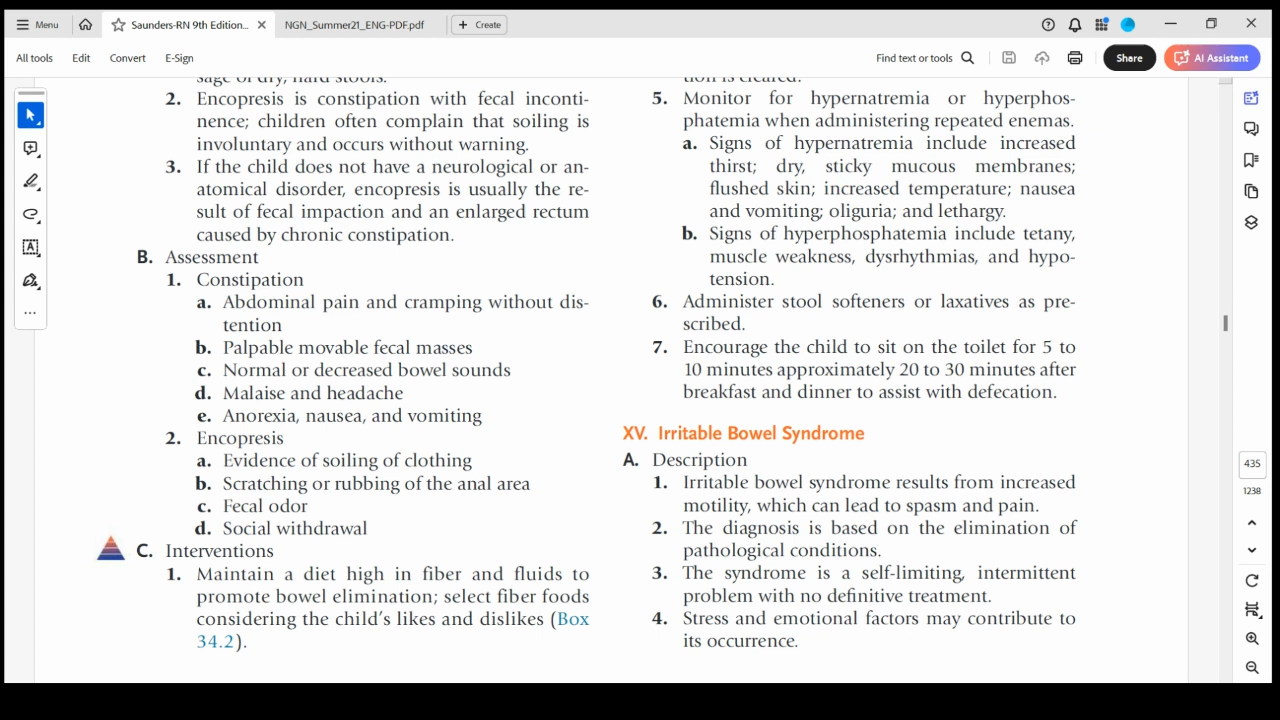 Menu
Saunders-RN 9th Edition...
NGN_Summer21_ENG-PDF.pdf
Create
All tools
Edit
Convert
E-Sign
Find text or tools
Share
AI Assistant
sage of dry, hard stools.
2. Encopresis is constipation with fecal inconti-
nence; children often complain that soiling is
involuntary and occurs without warning.
3. If the child does not have a neurological or an-
atomical disorder, encopresis is usually the re-
sult of fecal impaction and an enlarged rectum
caused by chronic constipation.
B. Assessment
1. Constipation
a. Abdominal pain and cramping without dis-
tention
b. Palpable movable fecal masses
c. Normal or decreased bowel sounds
d. Malaise and headache
e. Anorexia, nausea, and vomiting
2. Encopresis
a. Evidence of soiling of clothing
b. Scratching or rubbing of the anal area
c. Fecal odor
d. Social withdrawal
C. Interventions
1. Maintain a diet high in fiber and fluids to
promote bowel elimination; select fiber foods
considering the child's likes and dislikes (Box
34.2).
tion is cleared.
5. Monitor for hypernatremia or hyperphos-
phatemia when administering repeated enemas.
a. Signs of hypernatremia include increased
thirst; dry, sticky mucous membranes;
flushed skin; increased temperature; nausea
and vomiting; oliguria; and lethargy.
b. Signs of hyperphosphatemia include tetany,
muscle weakness, dysrhythmias, and hypo-
tension.
6. Administer stool softeners or laxatives as pre-
scribed.
7. Encourage the child to sit on the toilet for 5 to
10 minutes approximately 20 to 30 minutes after
breakfast and dinner to assist with defecation.
XV. Irritable Bowel Syndrome
A. Description
1. Irritable bowel syndrome results from increased
motility, which can lead to spasm and pain.
2. The diagnosis is based on the elimination of
pathological conditions.
3. The syndrome is a self-limiting, intermittent
problem with no definitive treatment.
4. Stress and emotional factors may contribute to
its occurrence.
435
1238